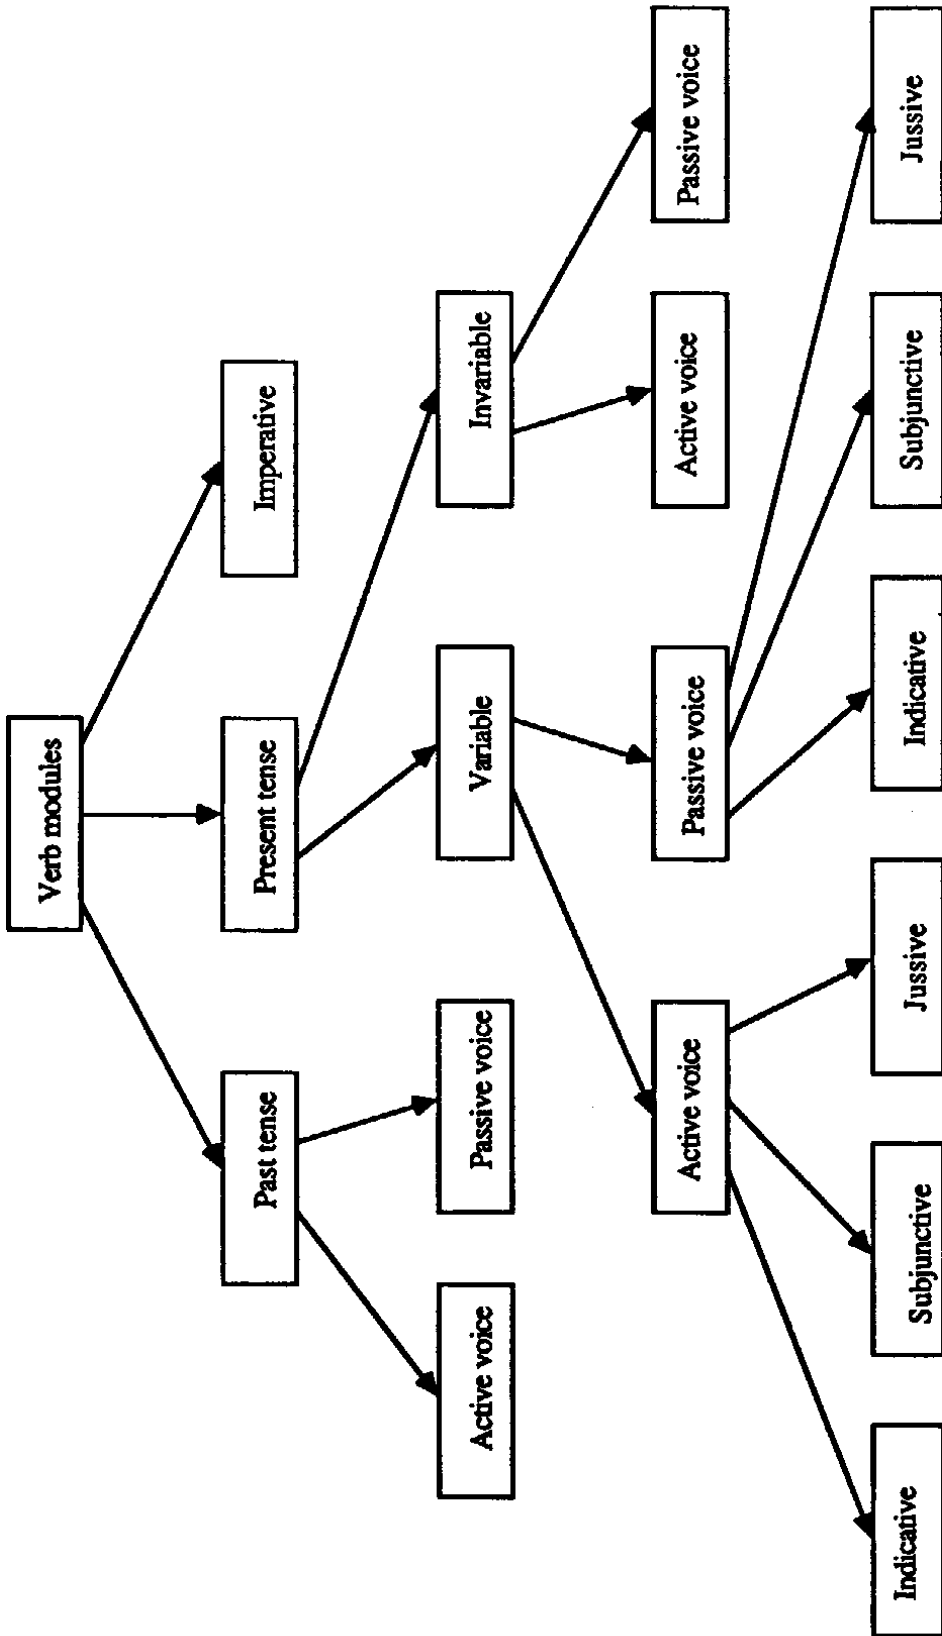 Verb modules
Past tense
Present tense
Imperative
Active voice
Passive voice
Variable
Invariable
Active voice
Passive voice
Active voice
Passive voice
Indicative
Subjunctive
Jussive
Indicative
Subjunctive
Jussive